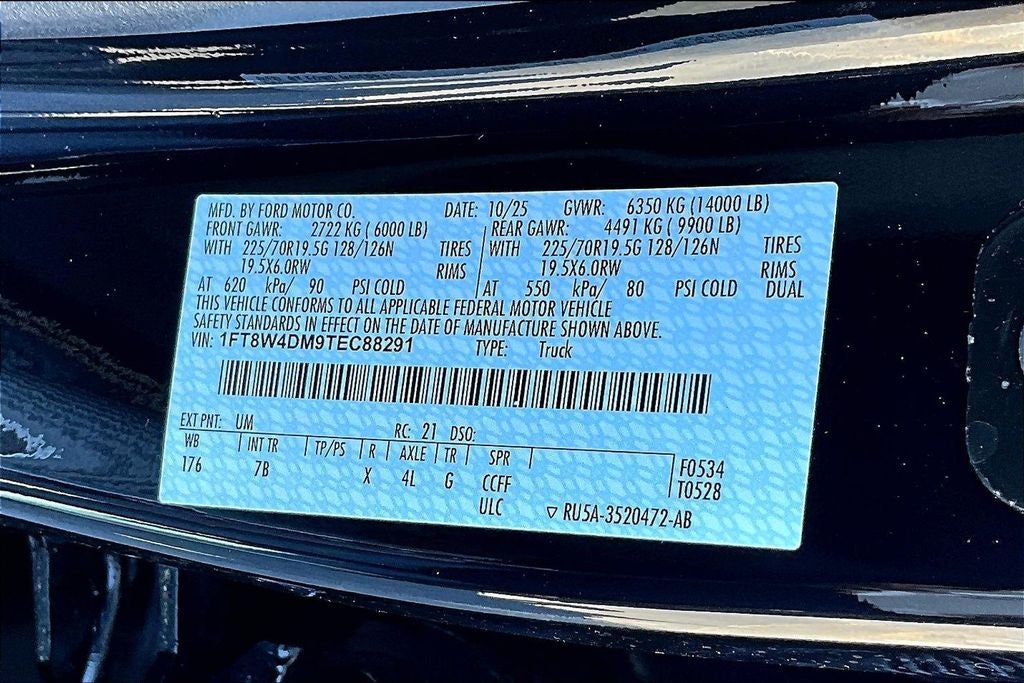 MFD. BY FORD MOTOR CO. DATE: 10/25 GVWR: 6350 KG (14000 LB)
FRONT GAWR: 2722 KG ( 6000 LB) REAR GAWR: 4491 KG ( 9900 LB)
WITH 225/70R19.5G 128/126N TIRES WITH 225/70R19.5G 128/126N TIRES
19.5X6.0RW RIMS 19.5X6.0RW RIMS
AT 620 kPa/ 90 PSI COLD AT 550 kPa/ 80 PSI COLD DUAL
THIS VEHICLE CONFORMS TO ALL APPLICABLE FEDERAL MOTOR VEHICLE
SAFETY STANDARDS IN EFFECT ON THE DATE OF MANUFACTURE SHOWN ABOVE.
VIN: 1FT8W4DM9TEC88291 TYPE: Truck
EXT PNT: UM RC: 21 DSO:
WB INT TR TP/PS R AXLE TR SPR F0534
176 7B X 4L G CCFF T0528
ULC ▽ RU5A-3520472-AB